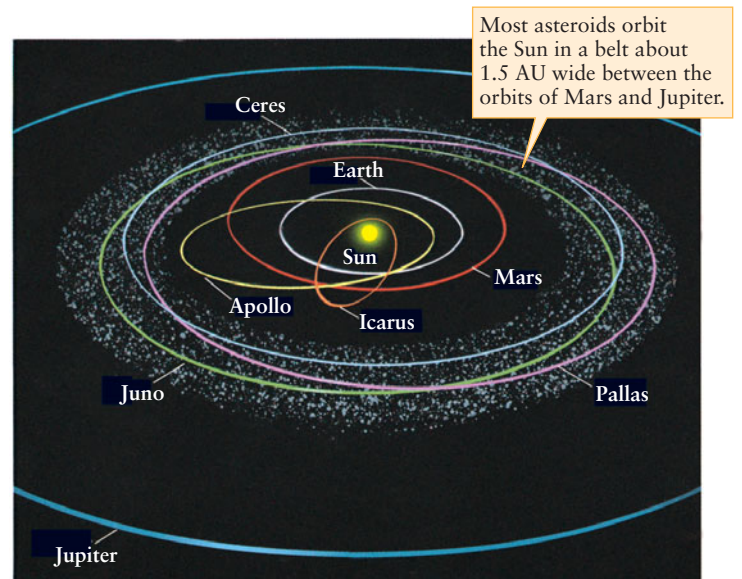 Most asteroids orbit
the Sun in a belt about
1.5 AU wide between the
orbits of Mars and Jupiter.
Ceres
Earth
Sun
Mars
Apollo
Icarus
Juno
Pallas
Jupiter